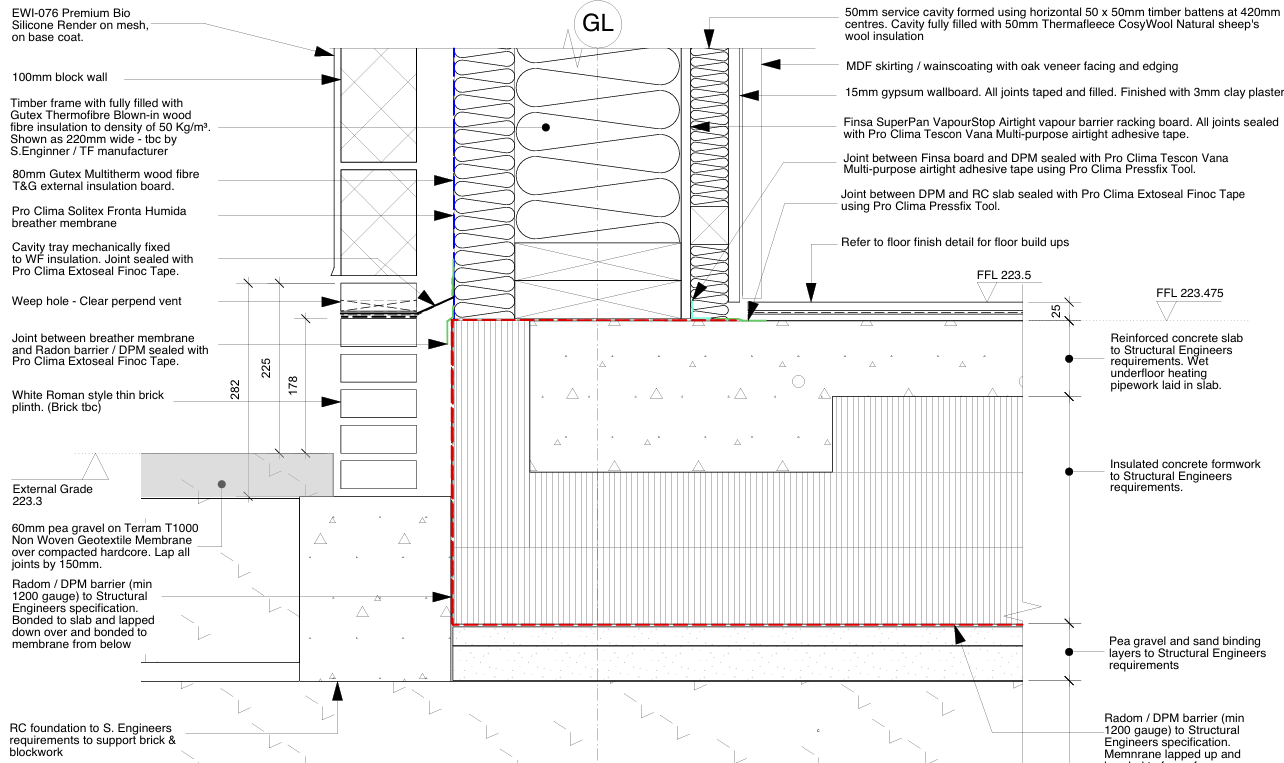 EWI-076 Premium Bio
Silicone Render on mesh,
on base coat.
100mm block wall
Timber frame with fully filled with
Gutex Thermofibre Blown-in wood
fibre insulation to density of 50 Kg/m³.
Shown as 220mm wide - tbc by
S.Enginner / TF manufacturer
80mm Gutex Multitherm wood fibre
T&G external insulation board.
Pro Clima Solitex Fronta Humida
breather membrane
Cavity tray mechanically fixed
to WF insulation. Joint sealed with
Pro Clima Extoseal Finoc Tape.
Weep hole - Clear perpend vent
Joint between breather membrane
and Radon barrier / DPM sealed with
Pro Clima Extoseal Finoc Tape.
White Roman style thin brick
plinth. (Brick tbc)
External Grade
223.3
60mm pea gravel on Terram T1000
Non Woven Geotextile Membrane
over compacted hardcore. Lap all
joints by 150mm.
Radom / DPM barrier (min
1200 gauge) to Structural
Engineers specification.
Bonded to slab and lapped
down over and bonded to
membrane from below
RC foundation to S. Engineers
requirements to support brick &
blockwork
282
225
178
GL
50mm service cavity formed using horizontal 50 x 50mm timber battens at 420mm
centres. Cavity fully filled with 50mm Thermafleece CosyWool Natural sheep's
wool insulation
MDF skirting / wainscoating with oak veneer facing and edging
15mm gypsum wallboard. All joints taped and filled. Finished with 3mm clay plaster
Finsa SuperPan VapourStop Airtight vapour barrier racking board. All joints sealed
with Pro Clima Tescon Vana Multi-purpose airtight adhesive tape.
Joint between Finsa board and DPM sealed with Pro Clima Tescon Vana
Multi-purpose airtight adhesive tape using Pro Clima Pressfix Tool.
Joint between DPM and RC slab sealed with Pro Clima Extoseal Finoc Tape
using Pro Clima Pressfix Tool.
Refer to floor finish detail for floor build ups
FFL 223.5
FFL 223.475
25
Reinforced concrete slab
to Structural Engineers
requirements. Wet
underfloor heating
pipework laid in slab.
Insulated concrete formwork
to Structural Engineers
requirements.
Pea gravel and sand binding
layers to Structural Engineers
requirements
Radom / DPM barrier (min
1200 gauge) to Structural
Engineers specification.
Memnrane lapped up and